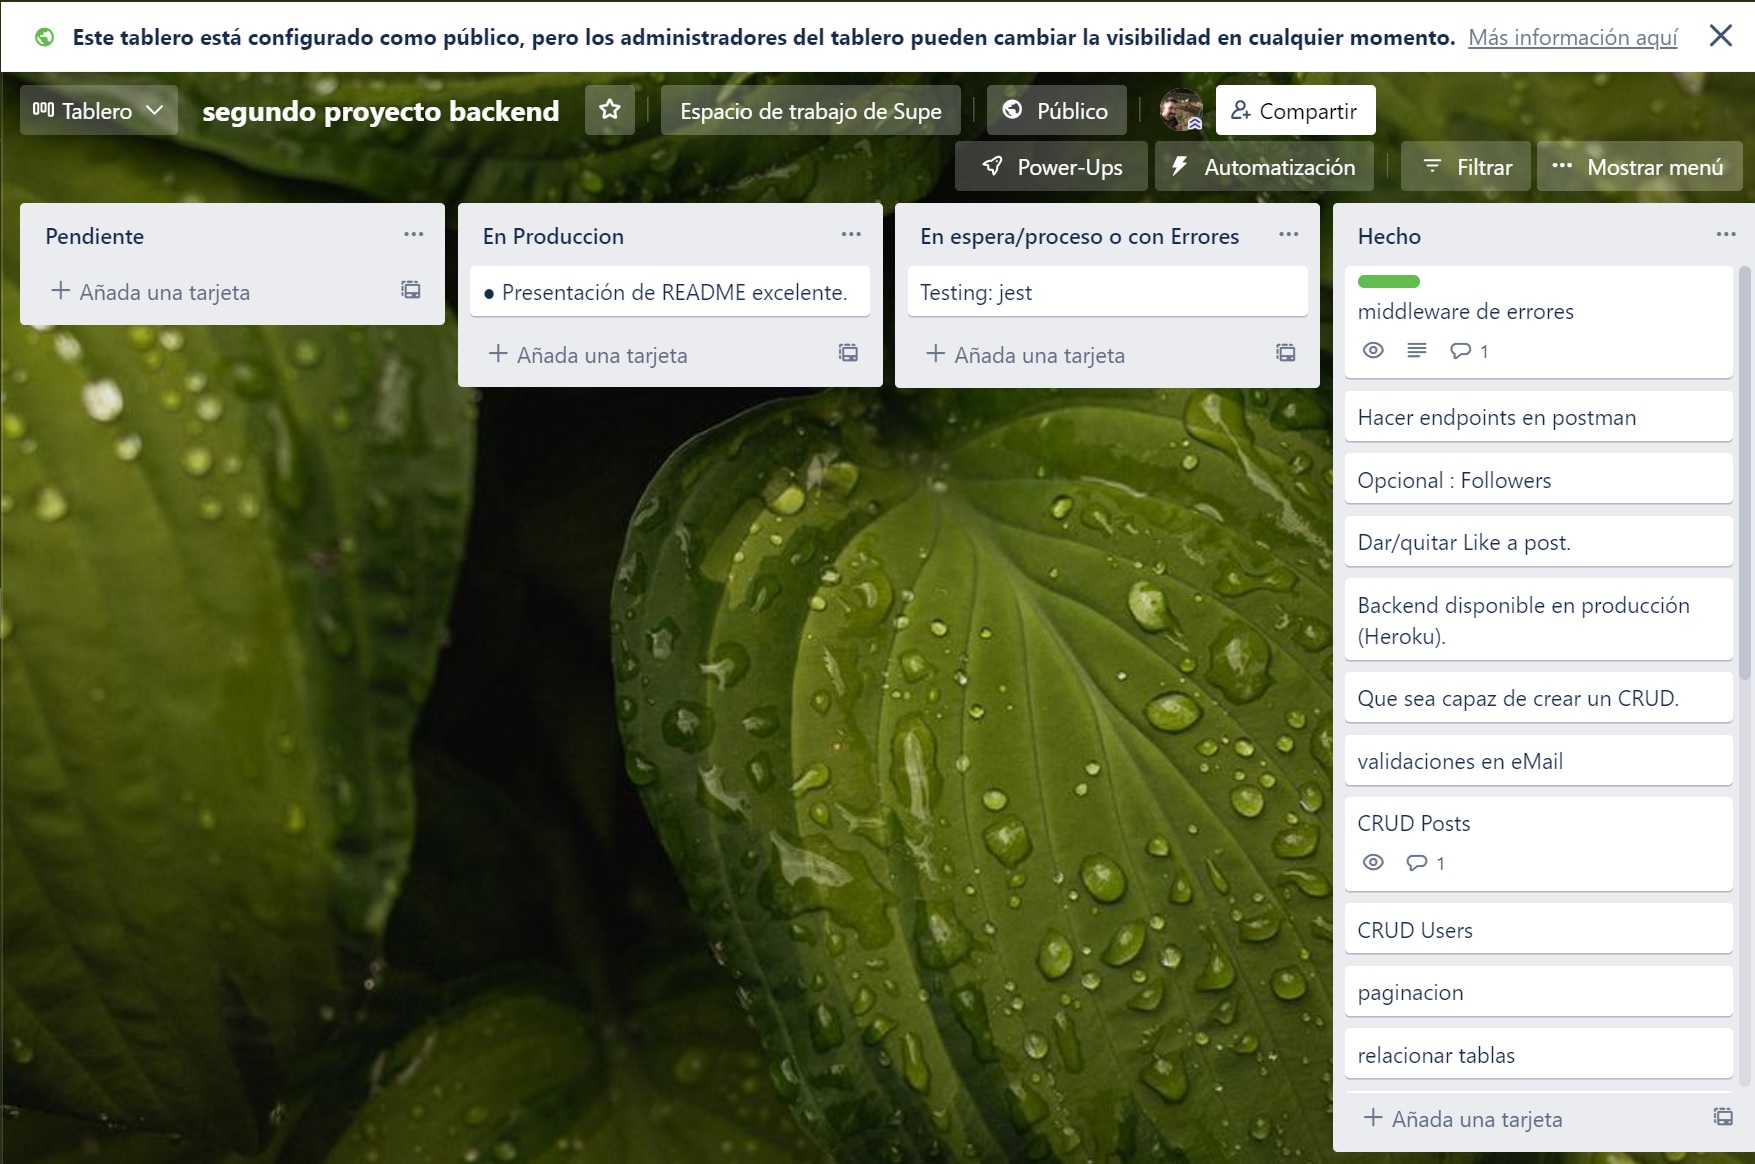 Este tablero está configurado como público, pero los administradores del tablero pueden cambiar la visibilidad en cualquier momento. Más información aquí
Tablero
segundo proyecto backend
Espacio de trabajo de Supe
Público
Compartir
Power-Ups
Automatización
Filtrar
Mostrar menú
Pendiente
Añada una tarjeta
En Produccion
● Presentación de README excelente.
Añada una tarjeta
En espera/proceso o con Errores
Testing: jest
Añada una tarjeta
Hecho
middleware de errores
1
Hacer endpoints en postman
Opcional : Followers
Dar/quitar Like a post.
Backend disponible en producción
(Heroku).
Que sea capaz de crear un CRUD.
validaciones en eMail
CRUD Posts
1
CRUD Users
paginacion
relacionar tablas
Añada una tarjeta